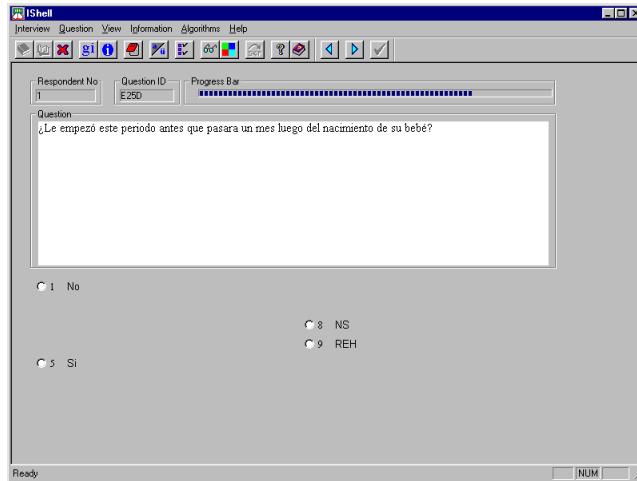 IShell
Interview Question View Information Algorithms Help
gi
Respondent No
Question ID
Progress Bar
1
E25D
Question
¿Le empezó este periodo antes que pasara un mes luego del nacimiento de su bebé?
1 No
8 NS
9 REH
5 Si
Ready
NUM